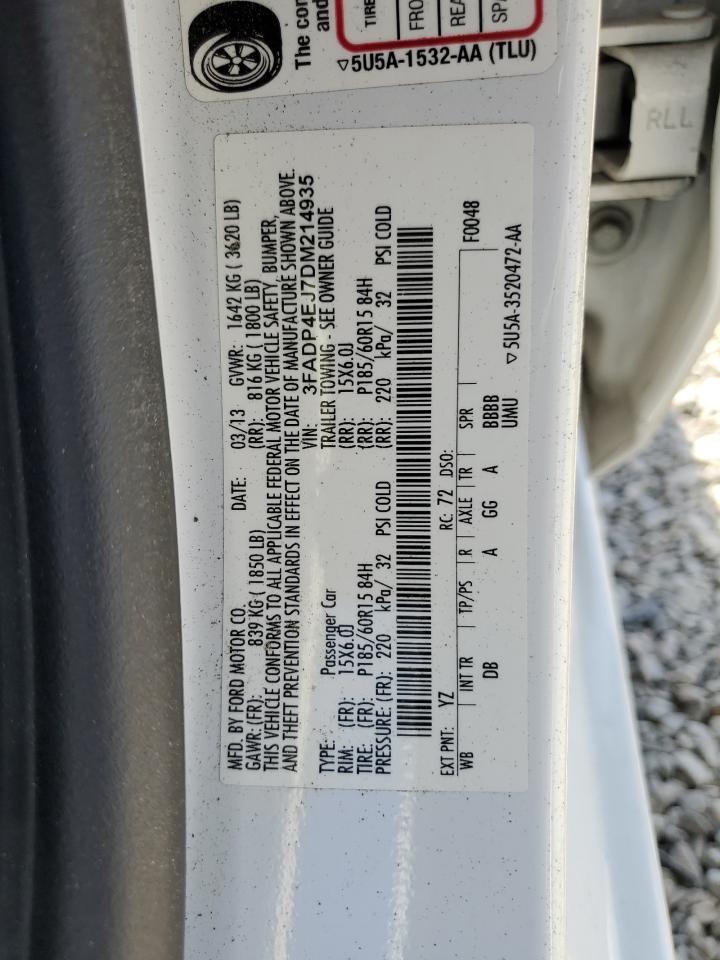 The con
and
TIRE
FRO
REA
SPA
▽5U5A-1532-AA (TLU)
RLL
MFD. BY FORD MOTOR CO. DATE: 03/13 GVWR: 1642 KG ( 3620 LB)
GAWR: (FR): 839 KG ( 1850 LB) (RR): 816 KG ( 1800 LB)
THIS VEHICLE CONFORMS TO ALL APPLICABLE FEDERAL MOTOR VEHICLE SAFETY, BUMPER,
AND THEFT PREVENTION STANDARDS IN EFFECT ON THE DATE OF MANUFACTURE SHOWN ABOVE.
VIN: 3FADP4EJ7DM214935
TYPE: Passenger Car TRAILER TOWING - SEE OWNER GUIDE
RIM: (FR): 15X6.0J (RR): 15X6.0J
TIRE: (FR): P185/60R15 84H (RR): P185/60R15 84H
PRESSURE: (FR): 220 kPa/ 32 PSI COLD (RR): 220 kPa/ 32 PSI COLD
EXT PNT: YZ RC: 72 DSO: F0048
WB INT TR TP/PS R AXLE TR SPR
DB A GG A BBBB
UMU
▽5U5A-3520472-AA